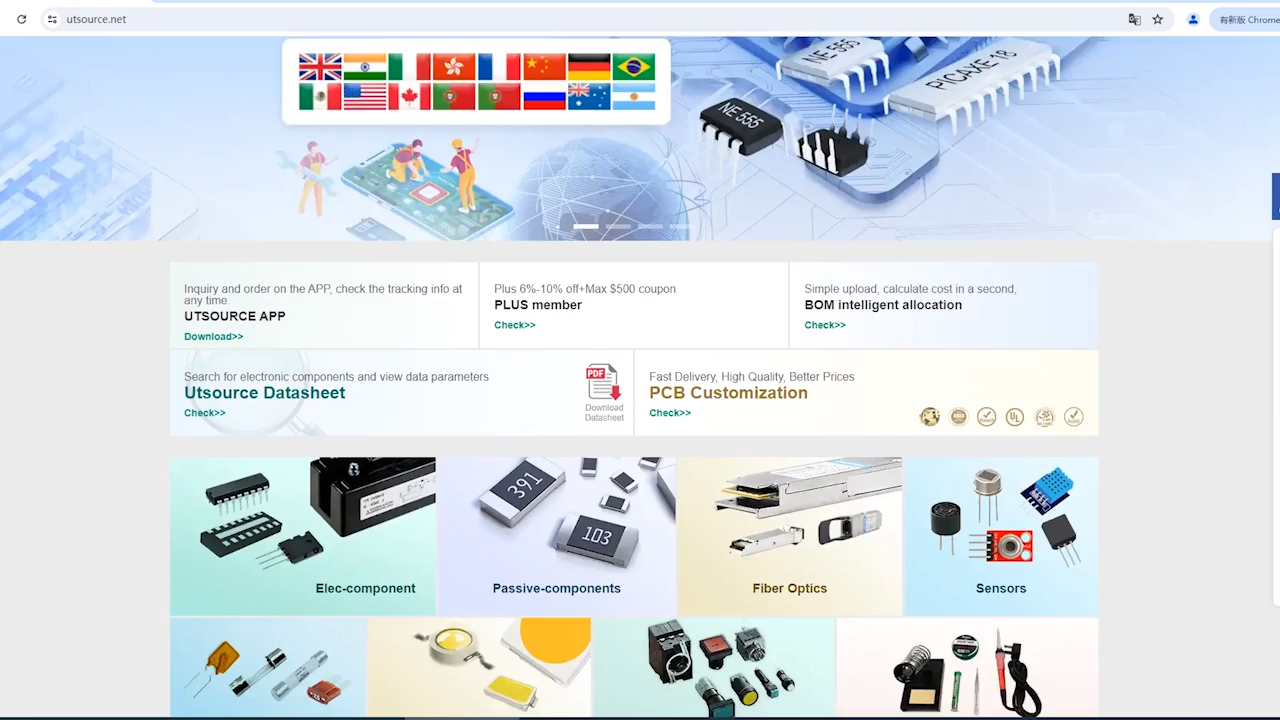 utsource.net
有新版 Chrome
NE 555
PICAXE-18
NE 555
Inquiry and order on the APP, check the tracking info at
any time.
UTSOURCE APP
Download>>
Plus 6%-10% off+Max $500 coupon
PLUS member
Check>>
Simple upload, calculate cost in a second,
BOM intelligent allocation
Check>>
Search for electronic components and view data parameters
Utsource Datasheet
Check>>
PDF
Download
Datasheet
Fast Delivery, High Quality, Better Prices
PCB Customization
Check>>
391
103
Elec-component
Passive-components
Fiber Optics
Sensors